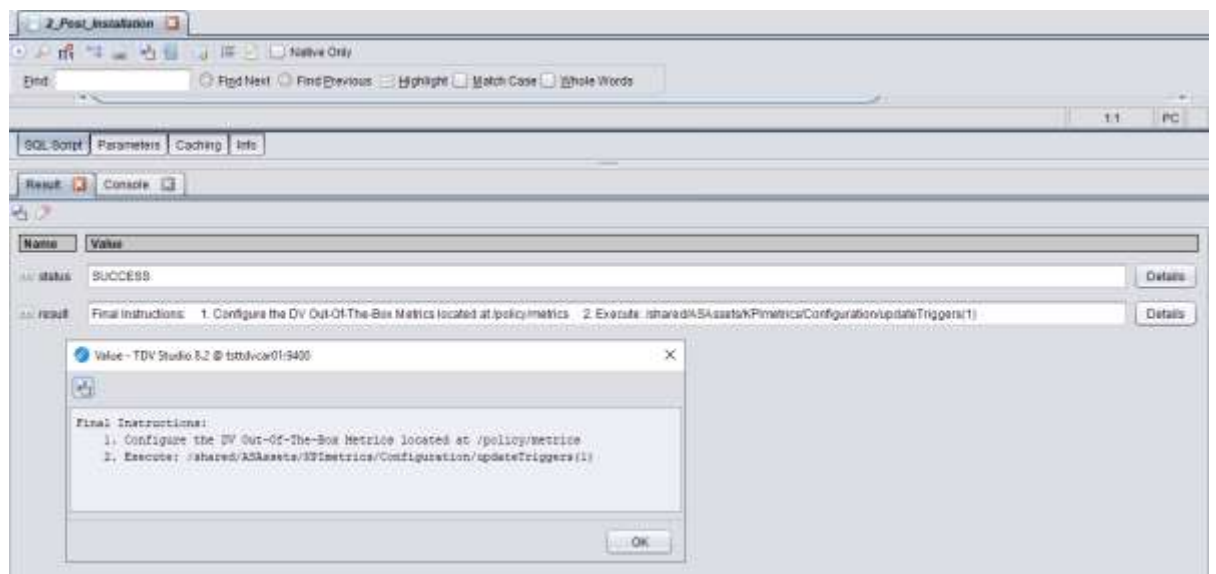 2_Post_Installation
Native Only
Find: Find Next Find Previous Highlight Match Case Whole Words
1:1 PC
SQL Script Parameters Caching Info
Result Console
Name Value
status SUCCESS Details
result Final Instructions: 1. Configure the DV Out-Of-The-Box Metrics located at /policy/metrics 2. Execute: /shared/ASAssets/KPImetrics/Configuration/updateTriggers(1) Details
Value - TDV Studio 8.2 @ tsttdvcar01:9400
Final Instructions:
1. Configure the DV Out-Of-The-Box Metrics located at /policy/metrics
2. Execute: /shared/ASAssets/KPImetrics/Configuration/updateTriggers(1)
OK